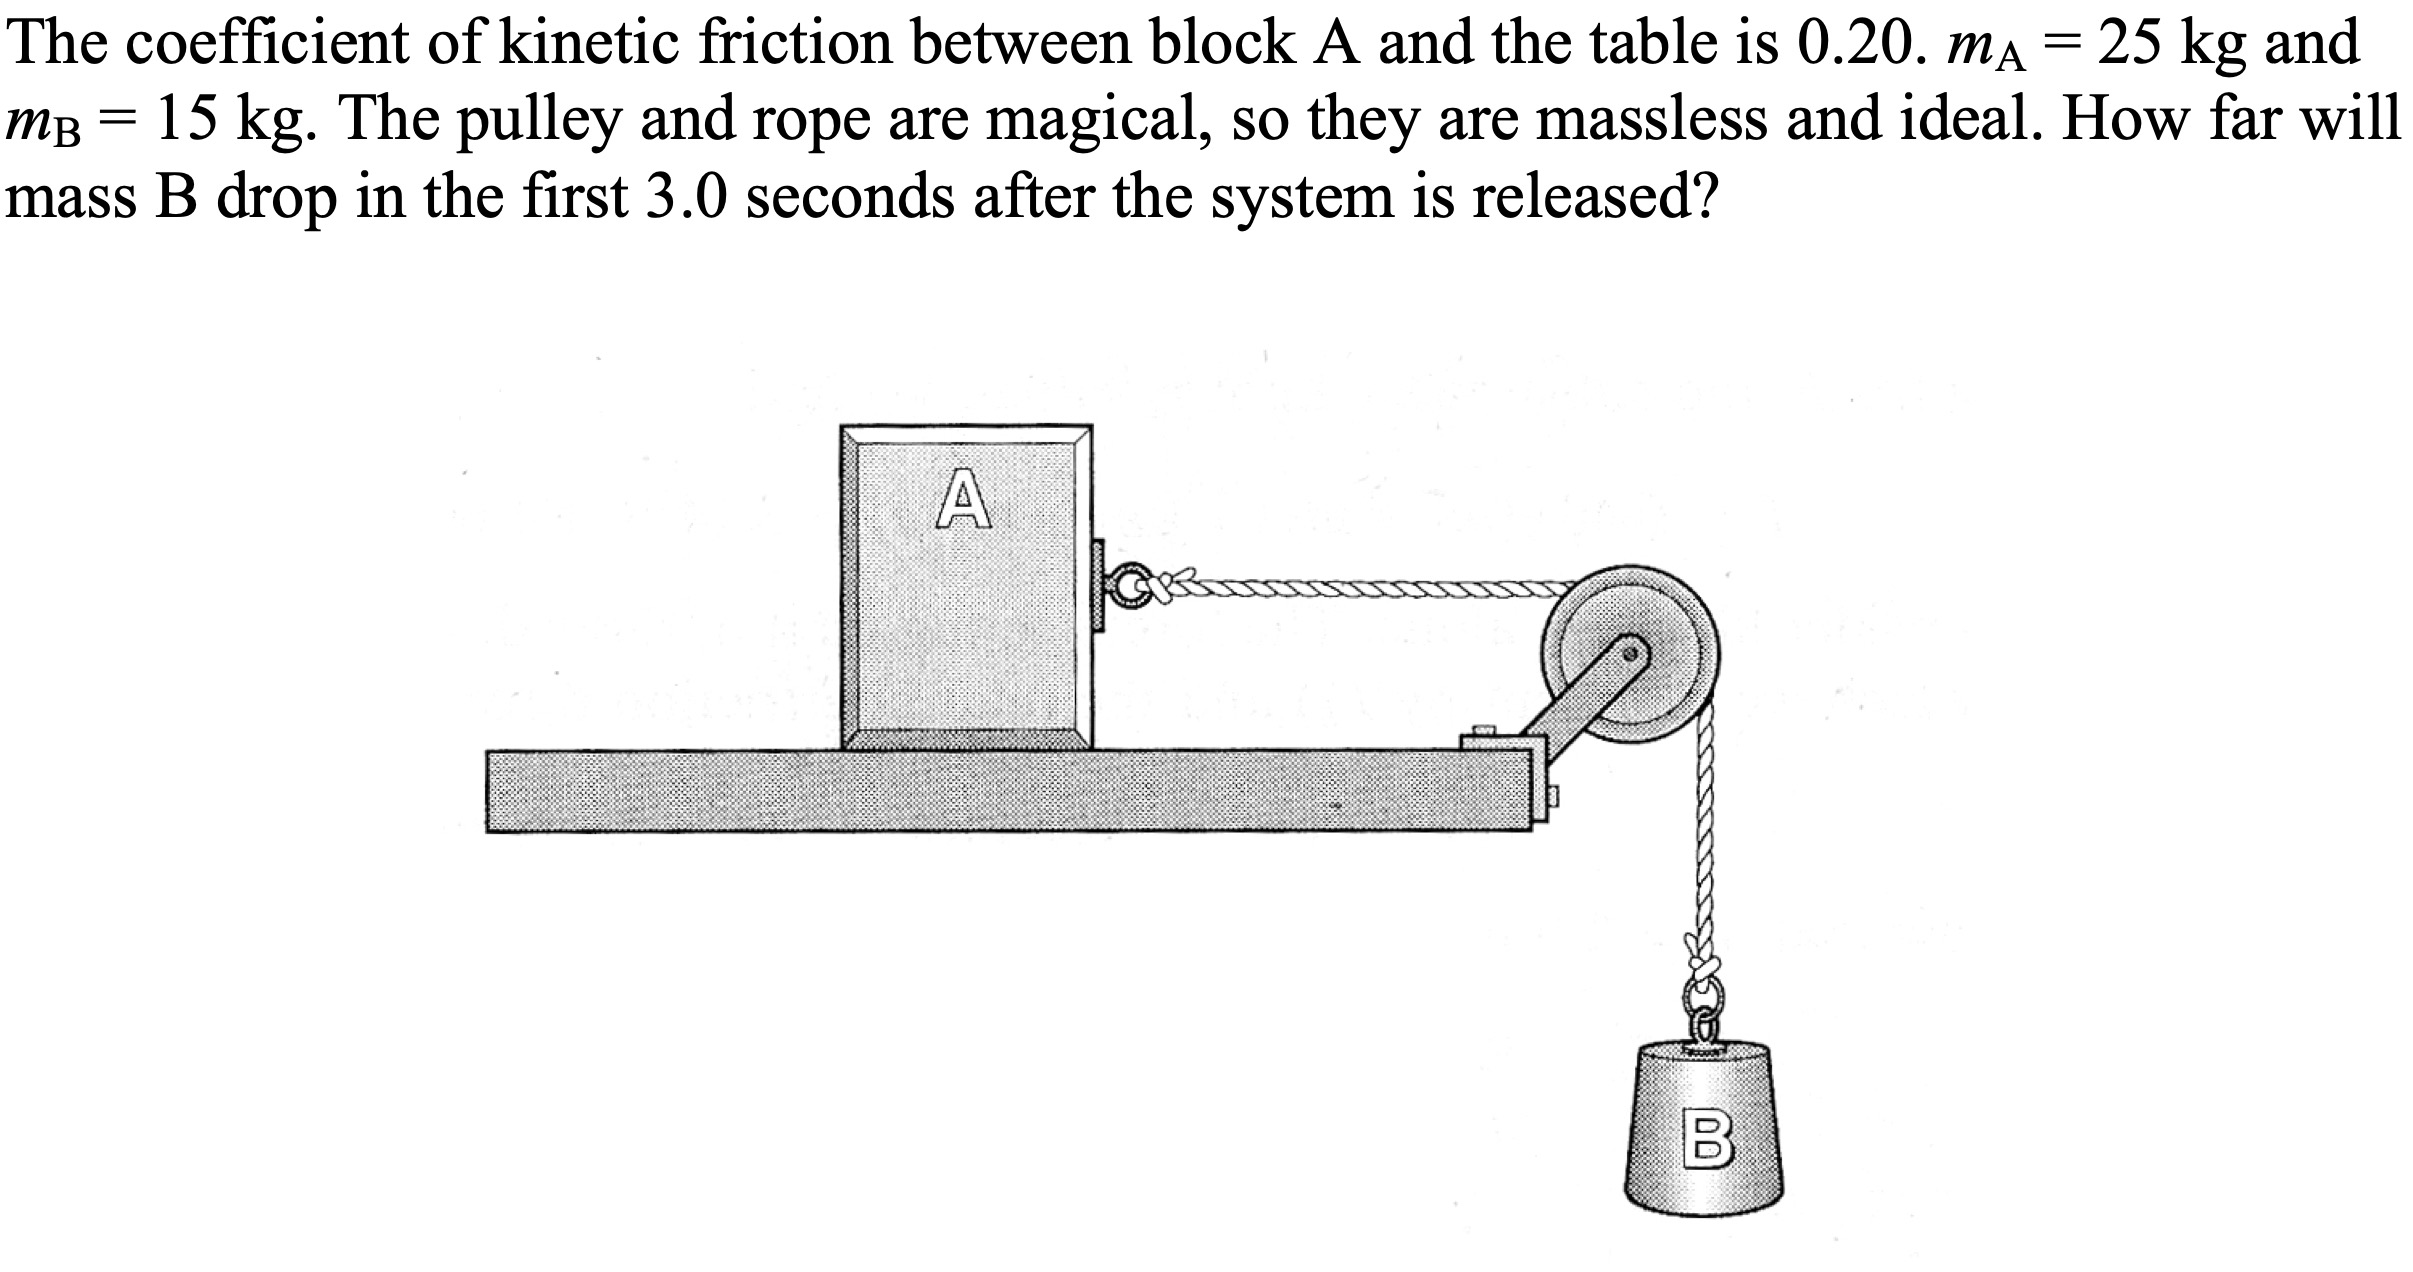 The coefficient of kinetic friction between block A and the table is 0.20. mA = 25 kg and
mB = 15 kg. The pulley and rope are magical, so they are massless and ideal. How far will
mass B drop in the first 3.0 seconds after the system is released?
A
B